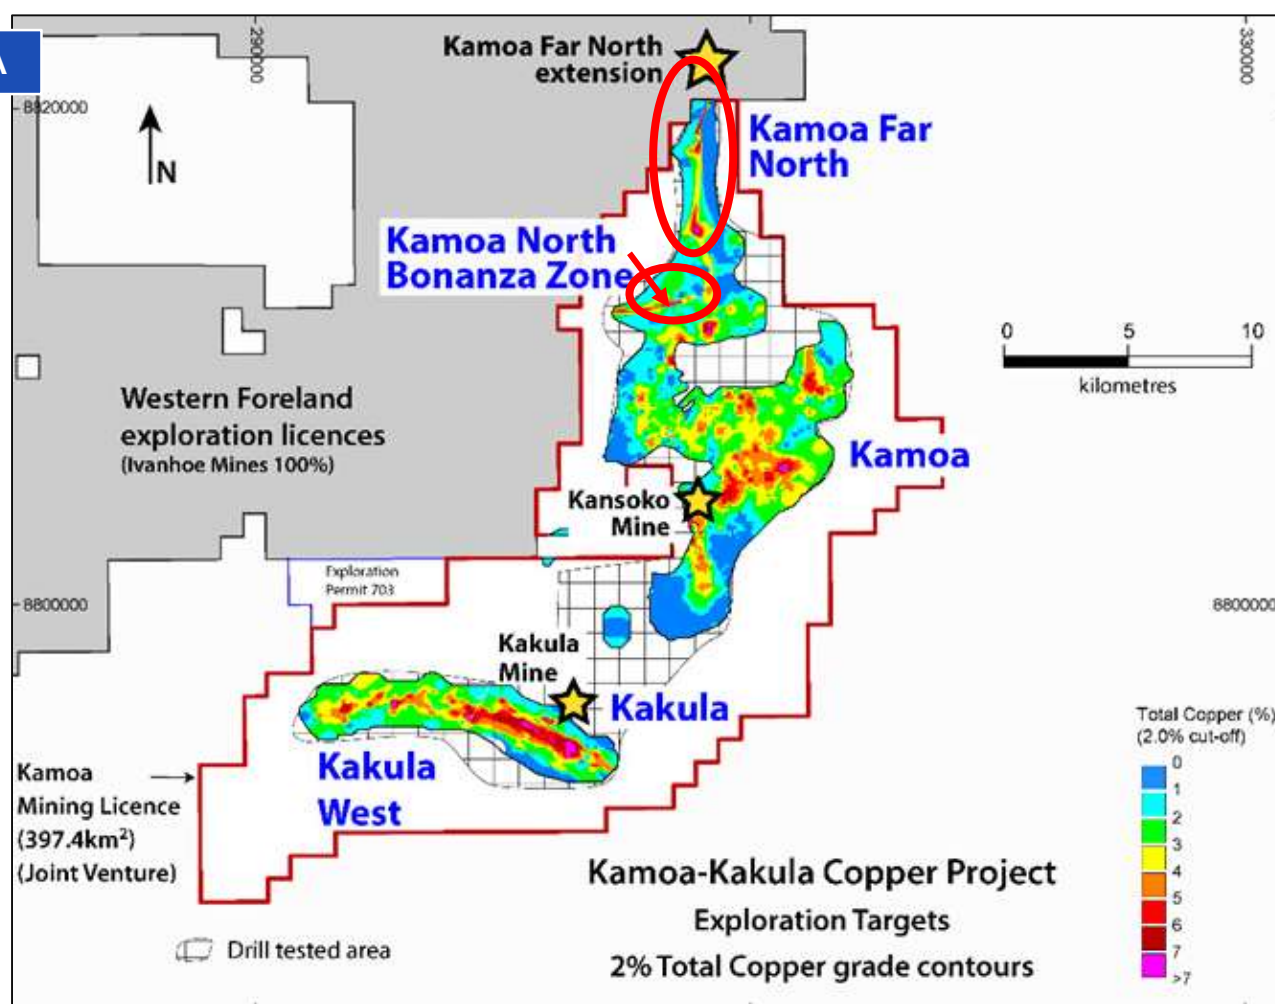 A
290000
330000
8820000
N
Kamoa Far North
extension
Kamoa Far
North
Kamoa North
Bonanza Zone
0 5 10
kilometres
Western Foreland
exploration licences
(Ivanhoe Mines 100%)
Kamoa
Kansoko
Mine
Exploration
Permit 703
8800000
8800000
Kakula
Mine
Kakula
Kakula
West
Kamoa
Mining Licence
(397.4km²)
(Joint Venture)
Total Copper (%)
(2.0% cut-off)
0
1
2
3
4
5
6
7
>7
Kamoa-Kakula Copper Project
Exploration Targets
2% Total Copper grade contours
Drill tested area